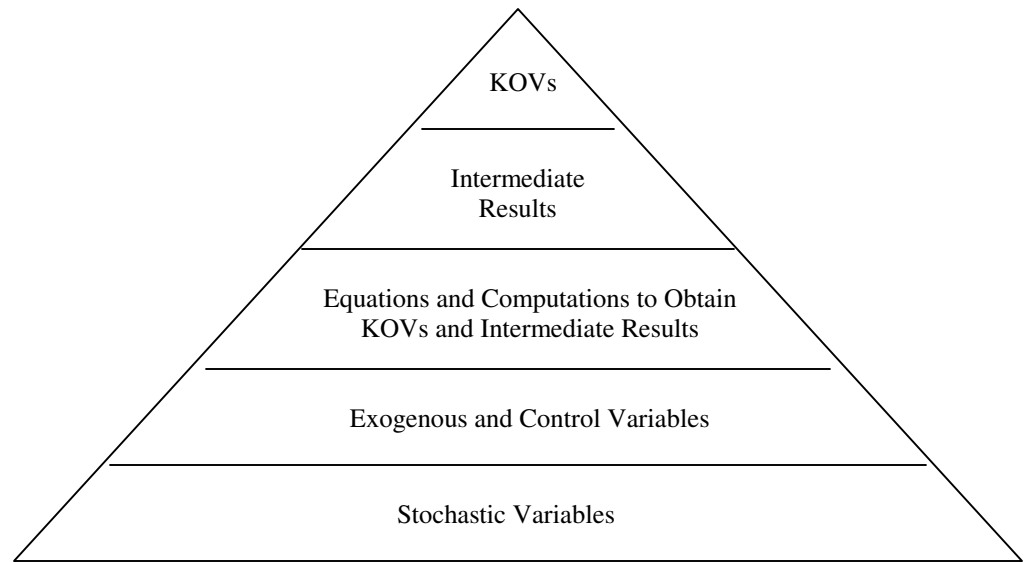 KOVs
Intermediate
Results
Equations and Computations to Obtain
KOVs and Intermediate Results
Exogenous and Control Variables
Stochastic Variables